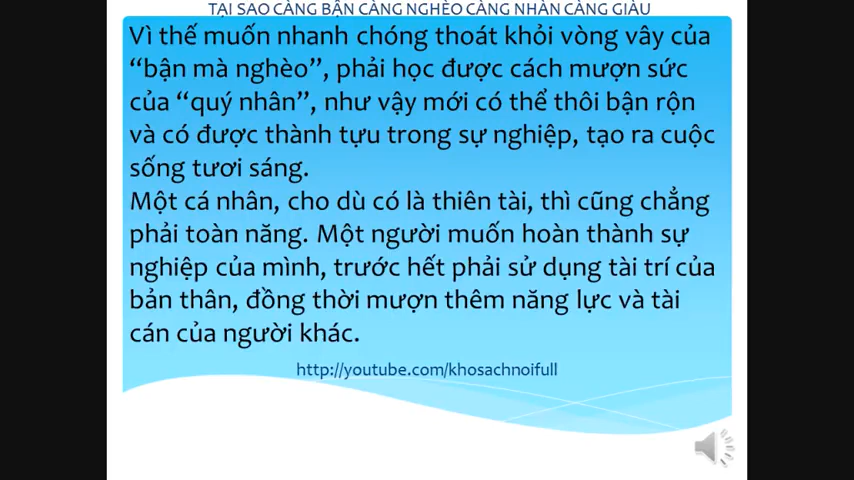 TẠI SAO CÀNG BẬN CÀNG NGHÈO CÀNG NHÀN CÀNG GIÀU
Vì thế muốn nhanh chóng thoát khỏi vòng vây của
“bận mà nghèo”, phải học được cách mượn sức
của “quý nhân”, như vậy mới có thể thôi bận rộn
và có được thành tựu trong sự nghiệp, tạo ra cuộc
sống tươi sáng.
Một cá nhân, cho dù có là thiên tài, thì cũng chẳng
phải toàn năng. Một người muốn hoàn thành sự
nghiệp của mình, trước hết phải sử dụng tài trí của
bản thân, đồng thời mượn thêm năng lực và tài
cán của người khác.
http://youtube.com/khosachnoifull